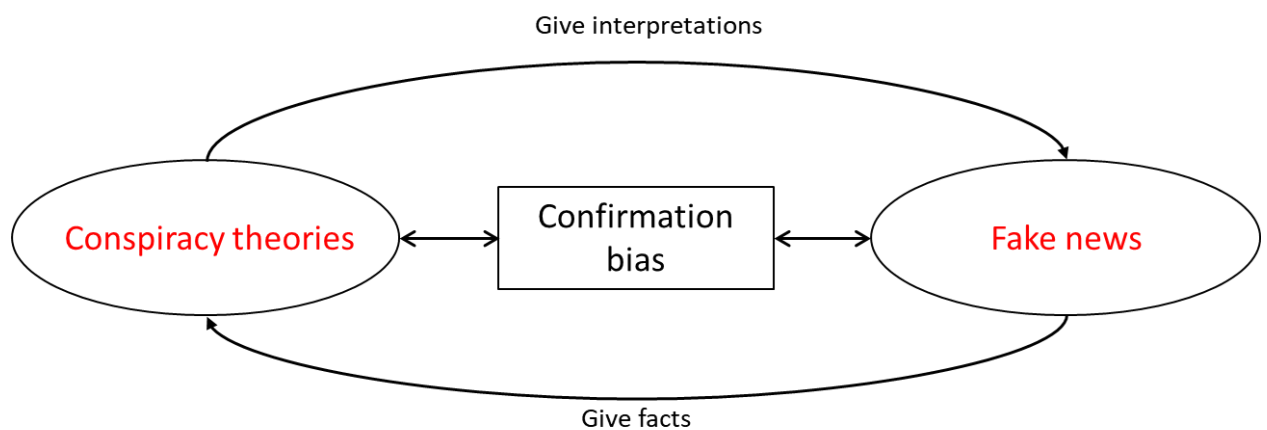 Give interpretations
Conspiracy theories
Confirmation
bias
Fake news
Give facts